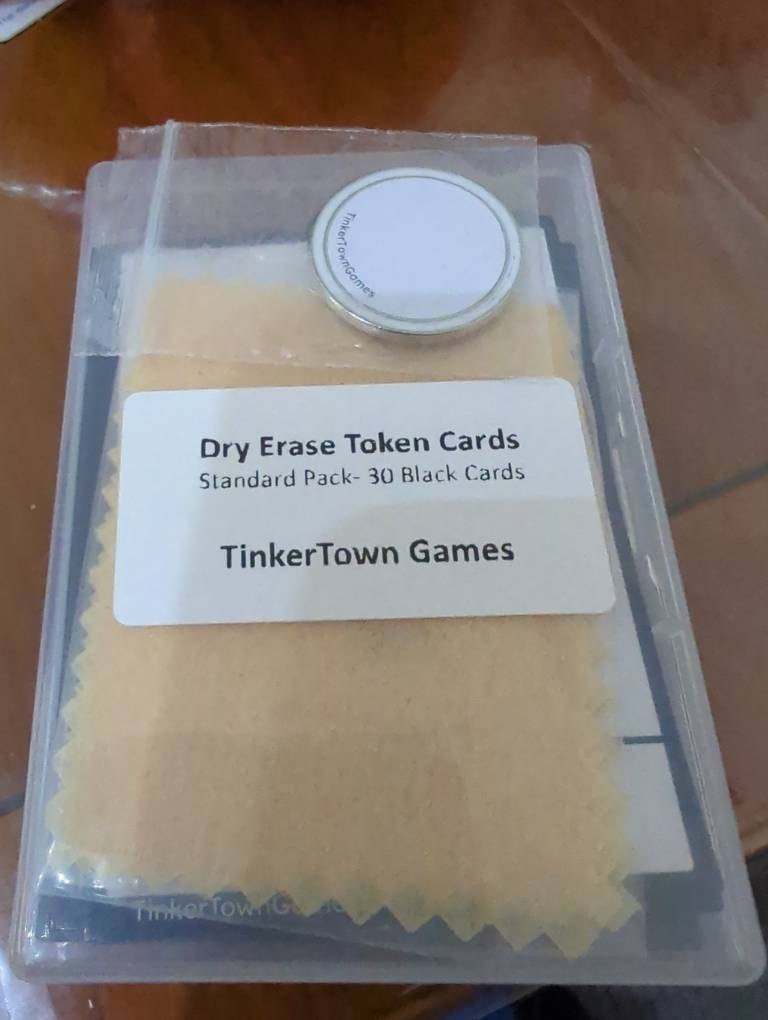 TinkerTownGames
Dry Erase Token Cards
Standard Pack- 30 Black Cards
TinkerTown Games